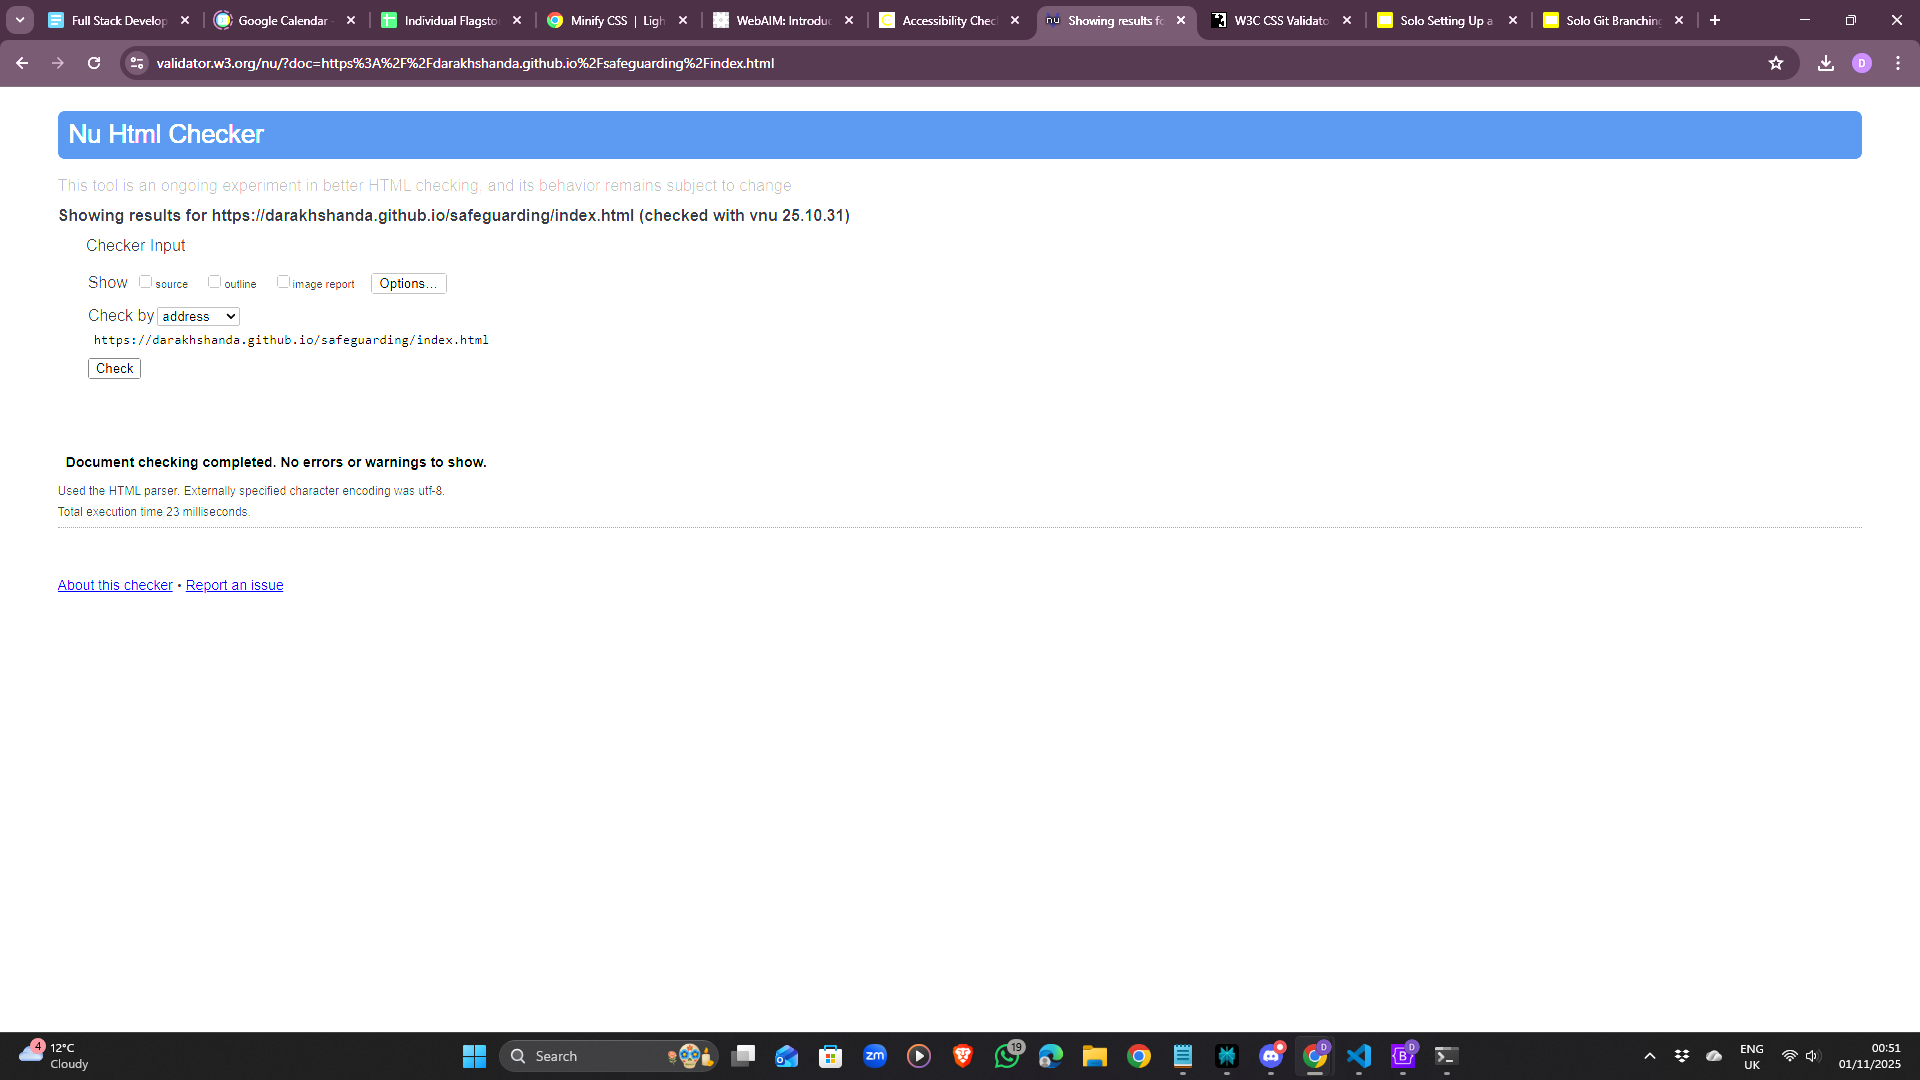 Full Stack Develop
Google Calendar -
Individual Flagsto
Minify CSS | Ligh
WebAIM: Introduc
Accessibility Chec
nu Showing results fo
W3C CSS Validato
Solo Setting Up a
Solo Git Branching
validator.w3.org/nu/?doc=https%3A%2F%2Fdarakhshanda.github.io%2Fsafeguarding%2Findex.html
D
Nu Html Checker
This tool is an ongoing experiment in better HTML checking, and its behavior remains subject to change
Showing results for https://darakhshanda.github.io/safeguarding/index.html (checked with vnu 25.10.31)
Checker Input
Show source outline image report Options...
Check by address
https://darakhshanda.github.io/safeguarding/index.html
Check
Document checking completed. No errors or warnings to show.
Used the HTML parser. Externally specified character encoding was utf-8.
Total execution time 23 milliseconds.
About this checker • Report an issue
4
12°C
Cloudy
Search
zm
19
D
B
D
ENG
UK
00:51
01/11/2025